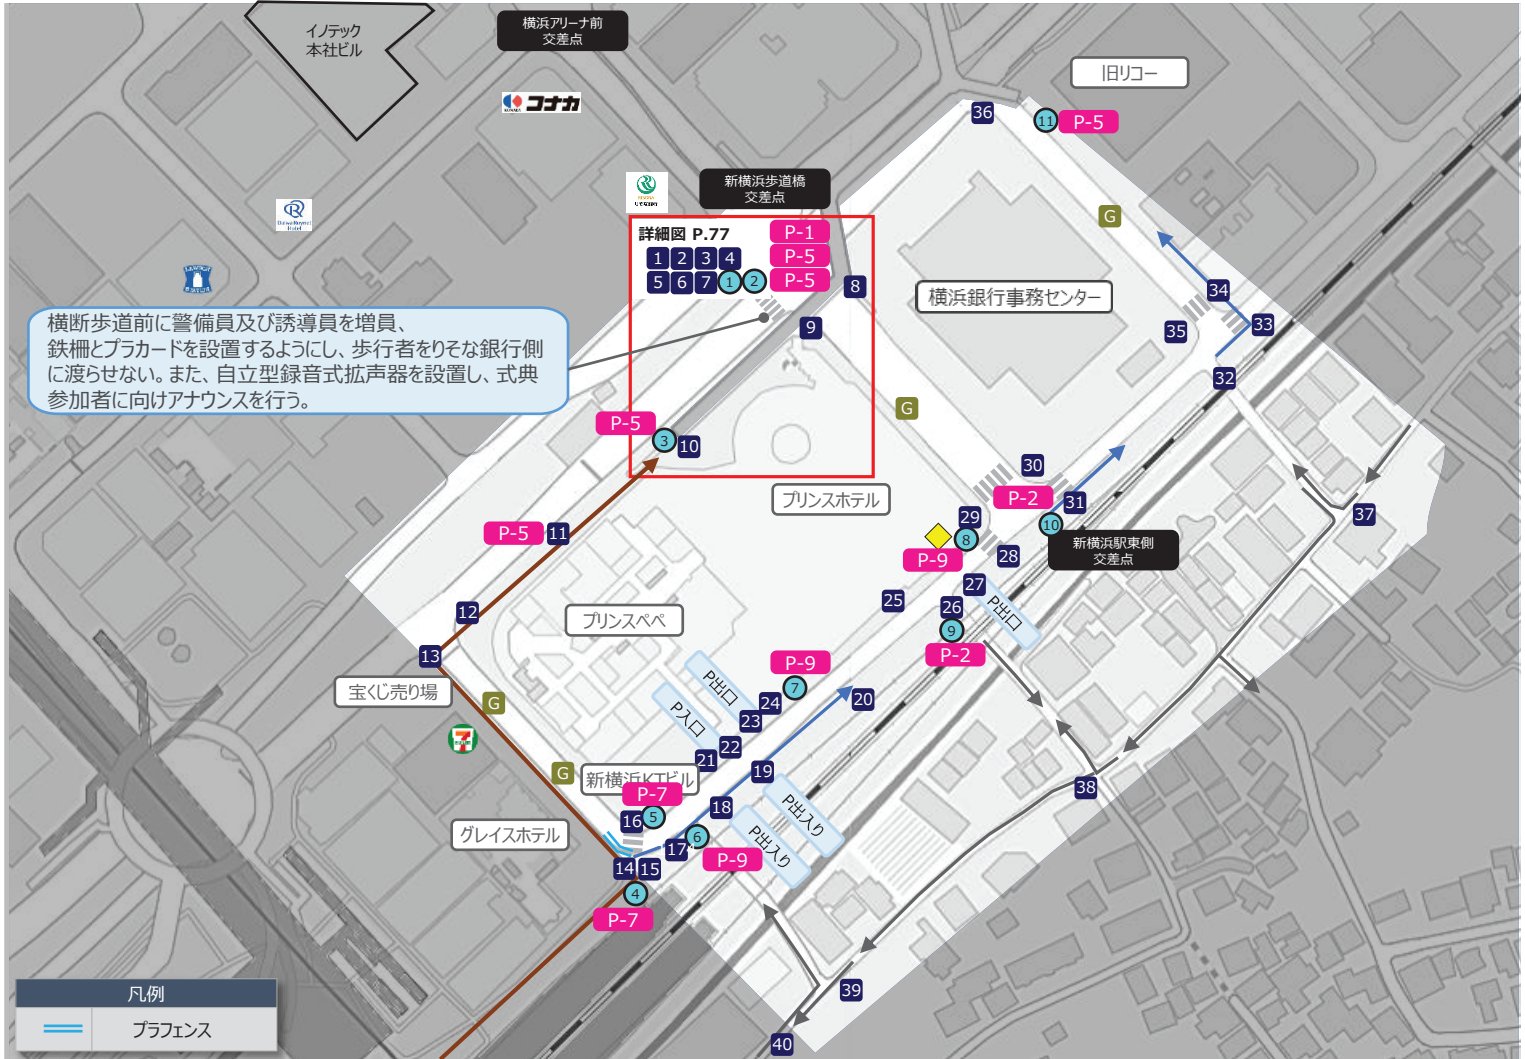 イノテック
本社ビル
横浜アリーナ前
交差点
コナカ
旧リコー
36
11
P-5
新横浜歩道橋
交差点
Daiwa Roynet
Hotel
G
詳細図 P.77
P-1
1 2 3 4
P-5
5 6 7 1 2
P-5
8
横浜銀行事務センター
34
33
35
9
32
横断歩道前に警備員及び誘導員を増員、
鉄柵とプラカードを設置するようにし、歩行者をりそな銀行側
に渡らせない。また、自立型録音式拡声器を設置し、式典
参加者に向けアナウンスを行う。
G
P-5
3
10
30
プリンスホテル
P-2
31
29
10
37
P-5
11
8
新横浜駅東側
交差点
P-9
28
27
P出口
25
26
9
P-2
12
プリンスペペ
13
P-9
7
P出口
24
20
宝くじ売り場
G
P入口
23
22
21
7
G
新横浜KTビル
19
38
P-7
18
P出入り
16
5
6
P出入り
グレイスホテル
17
P-9
14
15
4
P-7
39
40
凡例
プラフェンス